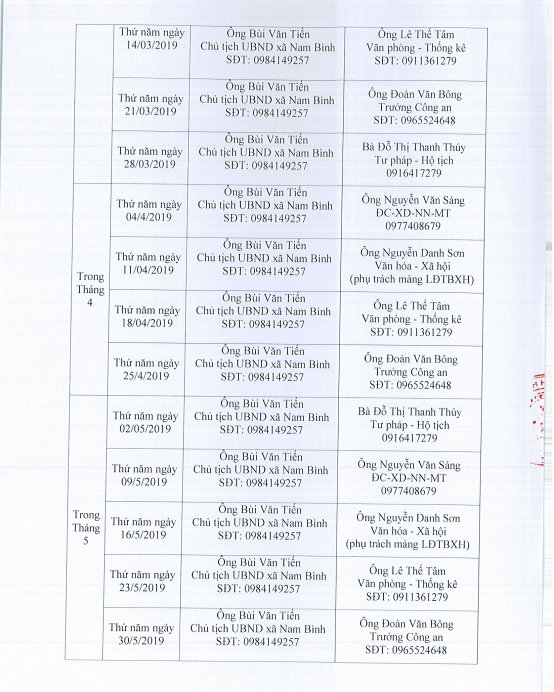 Thứ năm ngày
14/03/2019
Ông Bùi Văn Tiến
Chủ tịch UBND xã Nam Bình
SĐT: 0984149257
Ông Lê Thế Tâm
Văn phòng - Thống kê
SĐT: 0911361279
Thứ năm ngày
21/03/2019
Ông Bùi Văn Tiến
Chủ tịch UBND xã Nam Bình
SĐT: 0984149257
Ông Đoàn Văn Bông
Trưởng Công an
SĐT: 0965524648
Thứ năm ngày
28/03/2019
Ông Bùi Văn Tiến
Chủ tịch UBND xã Nam Bình
SĐT: 0984149257
Bà Đỗ Thị Thanh Thúy
Tư pháp - Hộ tịch
0916417279
Trong
Tháng
4
Thứ năm ngày
04/4/2019
Ông Bùi Văn Tiến
Chủ tịch UBND xã Nam Bình
SĐT: 0984149257
Ông Nguyễn Văn Sáng
ĐC-XD-NN-MT
0977408679
Thứ năm ngày
11/04/2019
Ông Bùi Văn Tiến
Chủ tịch UBND xã Nam Bình
SĐT: 0984149257
Ông Nguyễn Danh Sơn
Văn hóa - Xã hội
(phụ trách mảng LĐTBXH)
Thứ năm ngày
18/04/2019
Ông Bùi Văn Tiến
Chủ tịch UBND xã Nam Bình
SĐT: 0984149257
Ông Lê Thế Tâm
Văn phòng - Thống kê
SĐT: 0911361279
Thứ năm ngày
25/4/2019
Ông Bùi Văn Tiến
Chủ tịch UBND xã Nam Bình
SĐT: 0984149257
Ông Đoàn Văn Bông
Trưởng Công an
SĐT: 0965524648
Trong
Tháng
5
Thứ năm ngày
02/05/2019
Ông Bùi Văn Tiến
Chủ tịch UBND xã Nam Bình
SĐT: 0984149257
Bà Đỗ Thị Thanh Thúy
Tư pháp - Hộ tịch
0916417279
Thứ năm ngày
09/5/2019
Ông Bùi Văn Tiến
Chủ tịch UBND xã Nam Bình
SĐT: 0984149257
Ông Nguyễn Văn Sáng
ĐC-XD-NN-MT
0977408679
Thứ năm ngày
16/5/2019
Ông Bùi Văn Tiến
Chủ tịch UBND xã Nam Bình
SĐT: 0984149257
Ông Nguyễn Danh Sơn
Văn hóa - Xã hội
(phụ trách mảng LĐTBXH)
Thứ năm ngày
23/5/2019
Ông Bùi Văn Tiến
Chủ tịch UBND xã Nam Bình
SĐT: 0984149257
Ông Lê Thế Tâm
Văn phòng - Thống kê
SĐT: 0911361279
Thứ năm ngày
30/5/2019
Ông Bùi Văn Tiến
Chủ tịch UBND xã Nam Bình
SĐT: 0984149257
Ông Đoàn Văn Bông
Trưởng Công an
SĐT: 0965524648